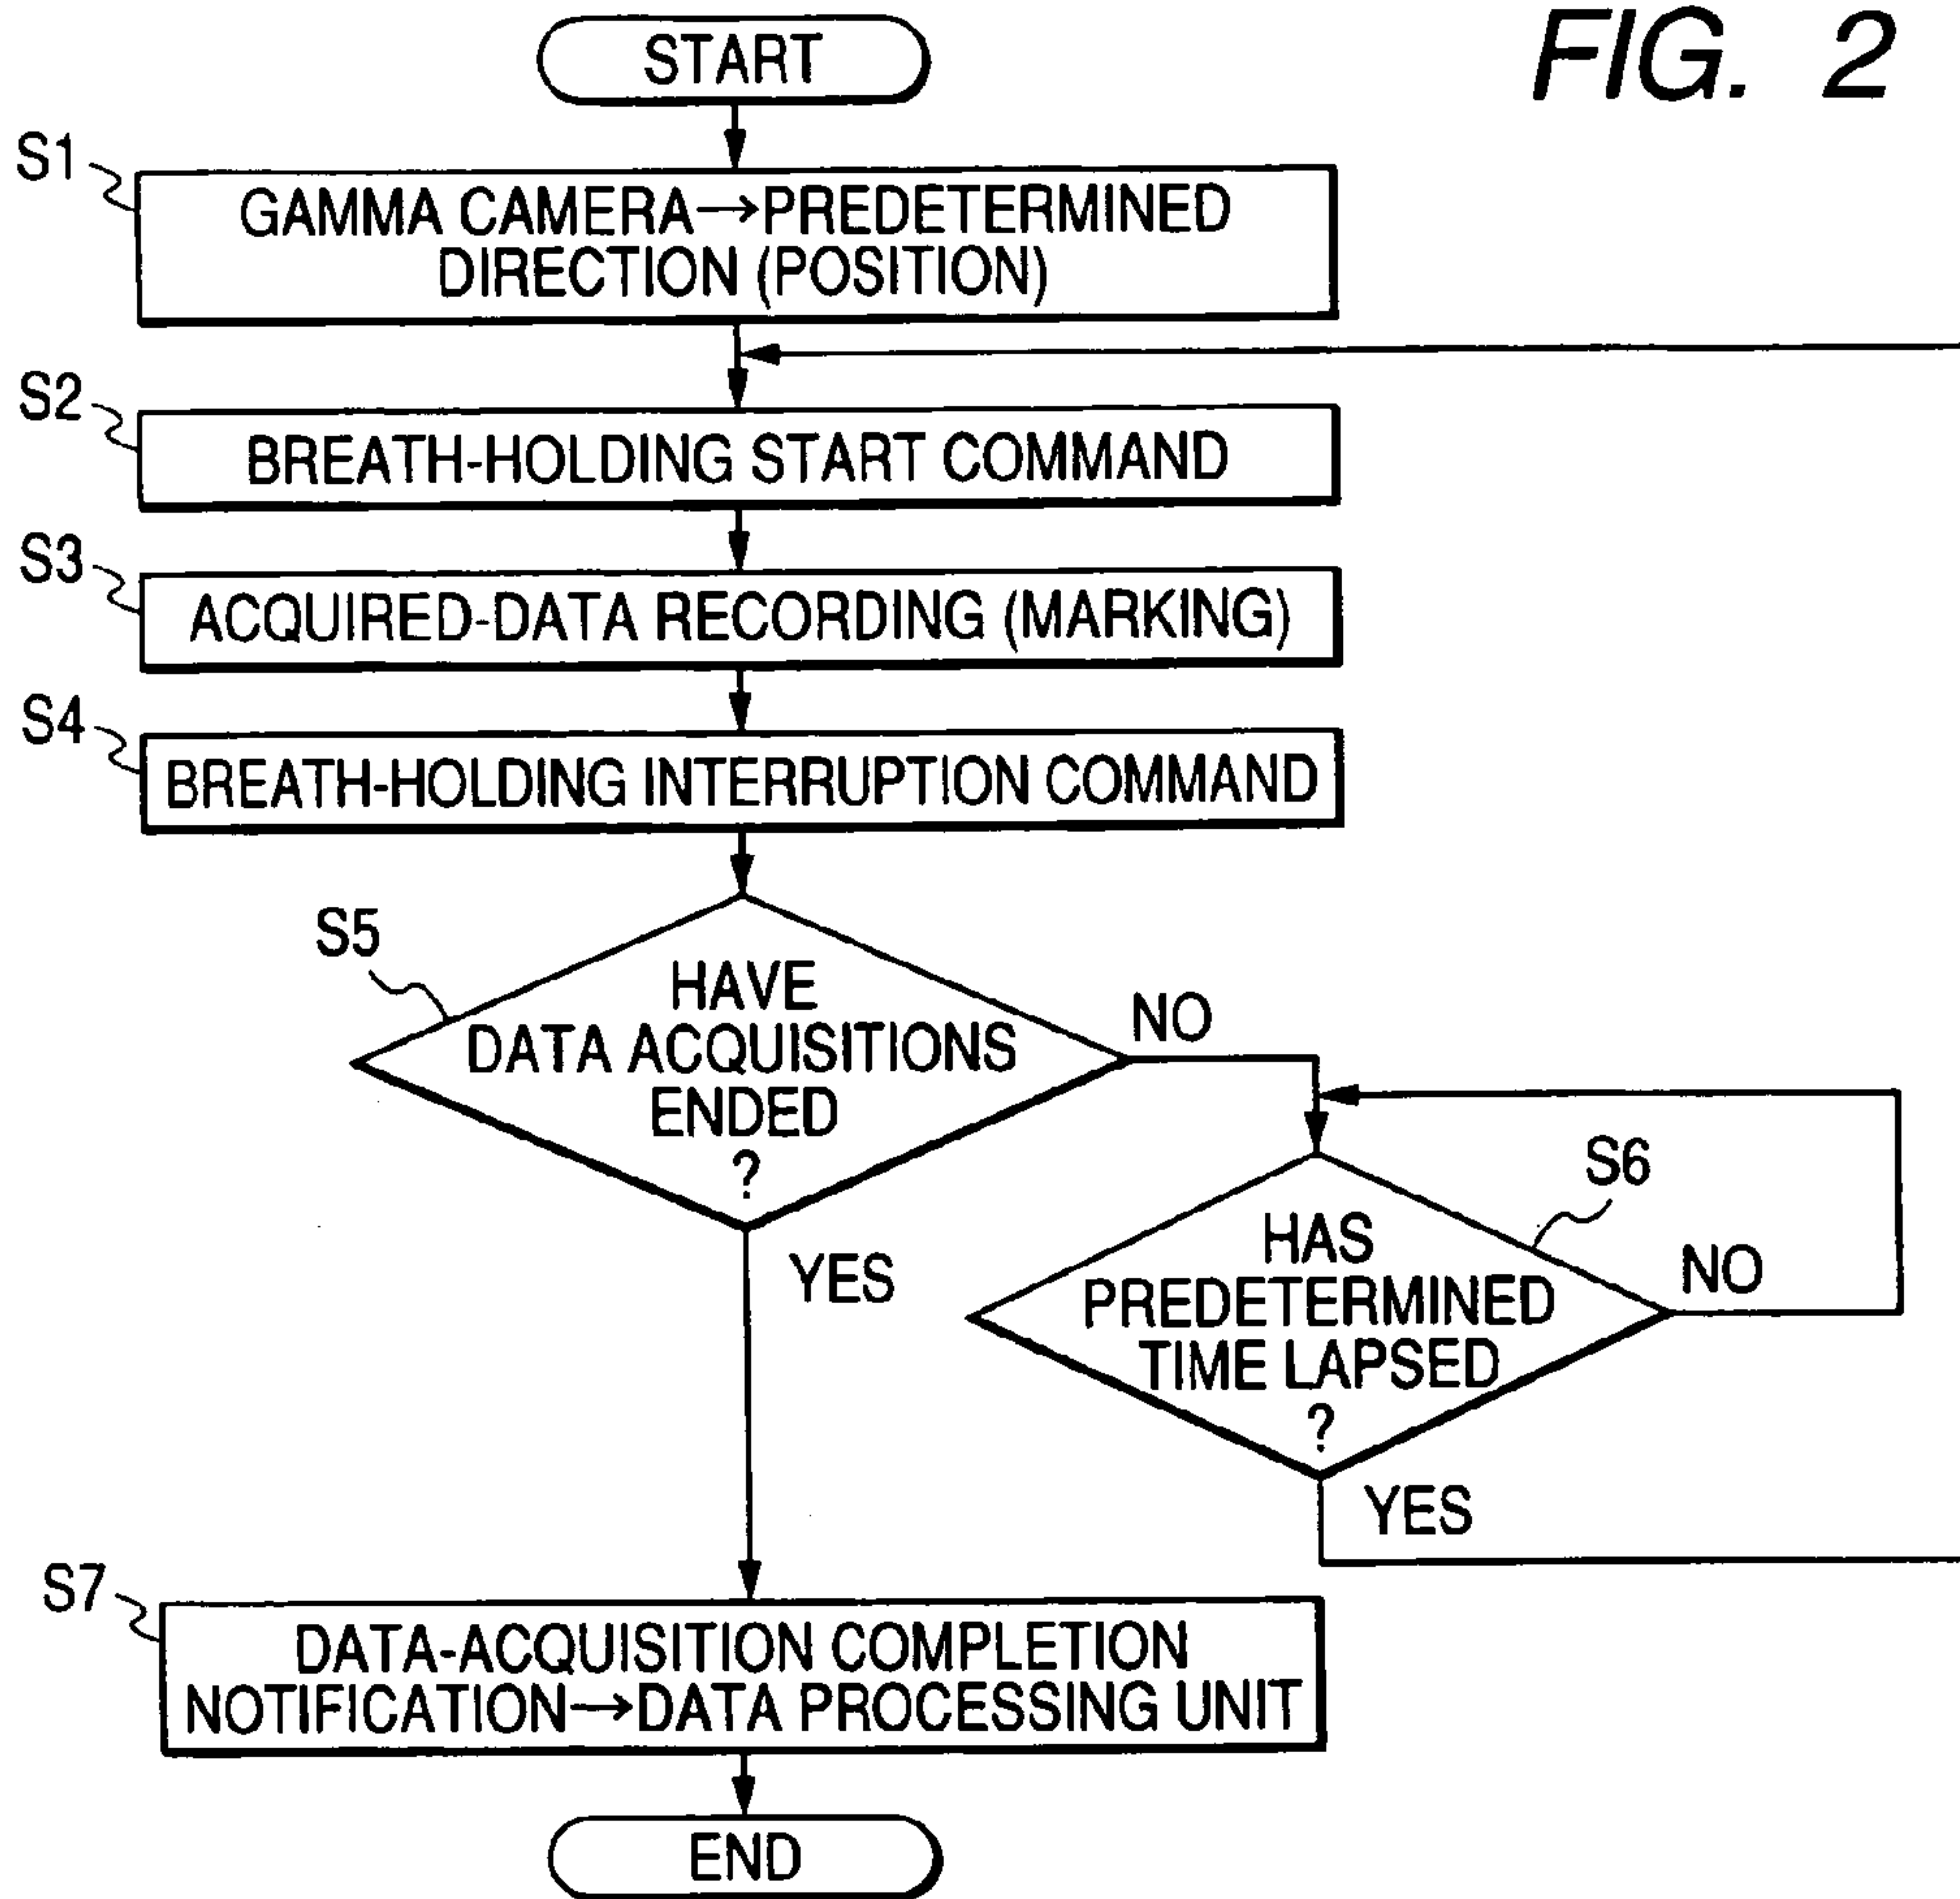 FIG. 2
START
S1
GAMMA CAMERA→PREDETERMINED
DIRECTION (POSITION)
S2
BREATH-HOLDING START COMMAND
S3
ACQUIRED-DATA RECORDING (MARKING)
S4
BREATH-HOLDING INTERRUPTION COMMAND
S5
HAVE
DATA ACQUISITIONS
ENDED
?
NO
YES
S6
HAS
PREDETERMINED
TIME LAPSED
?
NO
YES
S7
DATA-ACQUISITION COMPLETION
NOTIFICATION→DATA PROCESSING UNIT
END